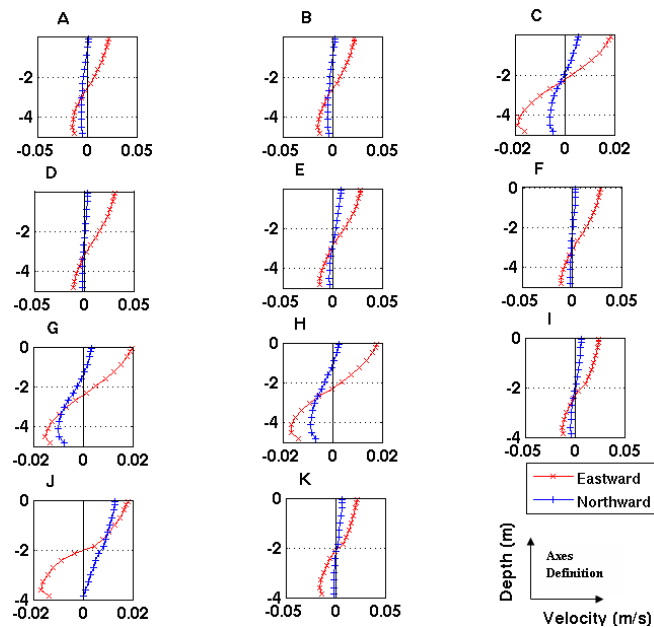 A
B
C
-2
-4
-0.05 0 0.05
-2
-4
-0.05 0 0.05
-2
-4
-0.02 0 0.02
D
E
F
-2
-4
-0.05 0 0.05
-2
-4
-0.05 0 0.05
0
-2
-4
-0.05 0 0.05
G
H
I
0
-2
-4
-0.02 0 0.02
0
-2
-4
-0.02 0 0.02
0
-2
-4
-0.05 0 0.05
Eastward
Northward
J
K
0
-2
-4
-0.02 0 0.02
0
-2
-4
-0.05 0 0.05
Depth (m)
Axes
Definition
Velocity (m/s)